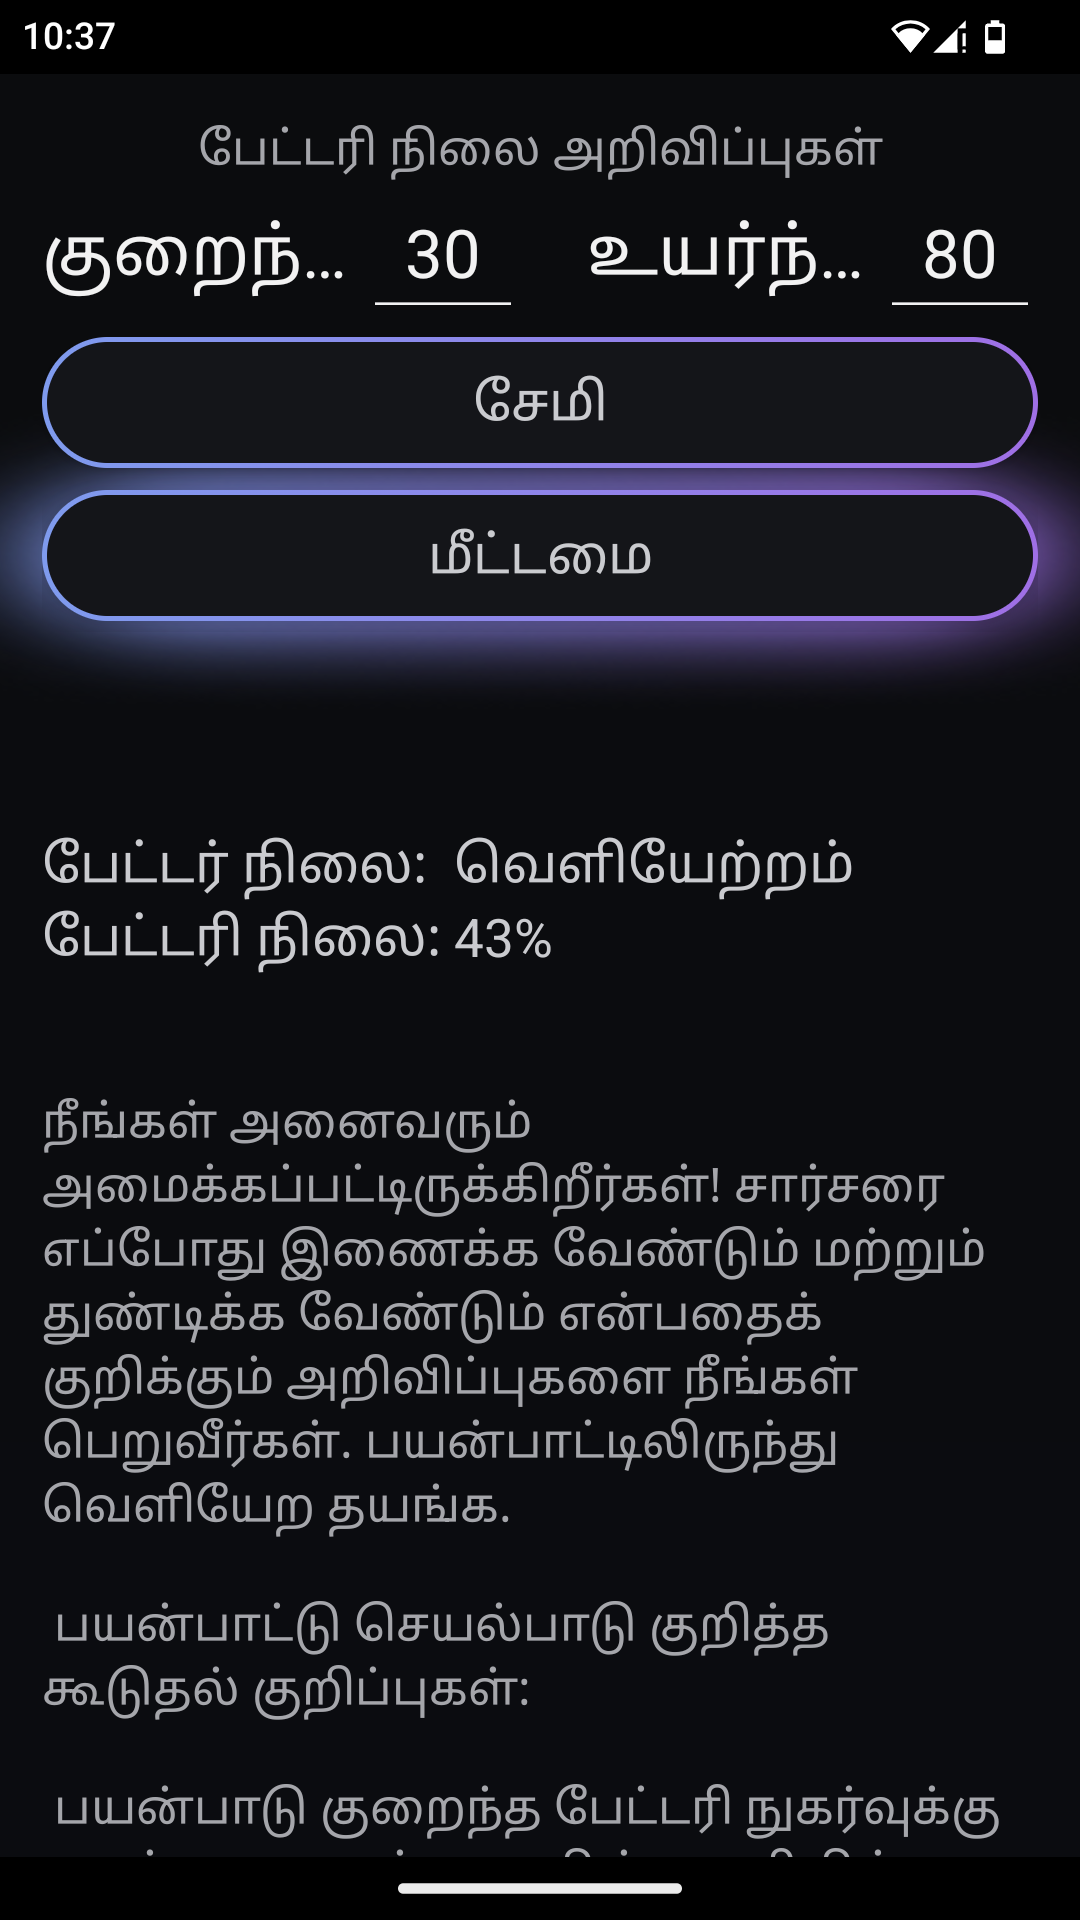 10:37
பேட்டரி நிலை அறிவிப்புகள்
குறைந்... 30 உயர்ந்... 80
சேமி
மீட்டமை
பேட்டர் நிலை: வெளியேற்றம்
பேட்டரி நிலை: 43%
நீங்கள் அனைவரும்
அமைக்கப்பட்டிருக்கிறீர்கள்! சார்சரை
எப்போது இணைக்க வேண்டும் மற்றும்
துண்டிக்க வேண்டும் என்பதைக்
குறிக்கும் அறிவிப்புகளை நீங்கள்
பெறுவீர்கள். பயன்பாட்டிலிருந்து
வெளியேற தயங்க.
பயன்பாட்டு செயல்பாடு குறித்த
கூடுதல் குறிப்புகள்:
பயன்பாடு குறைந்த பேட்டரி நுகர்வுக்கு